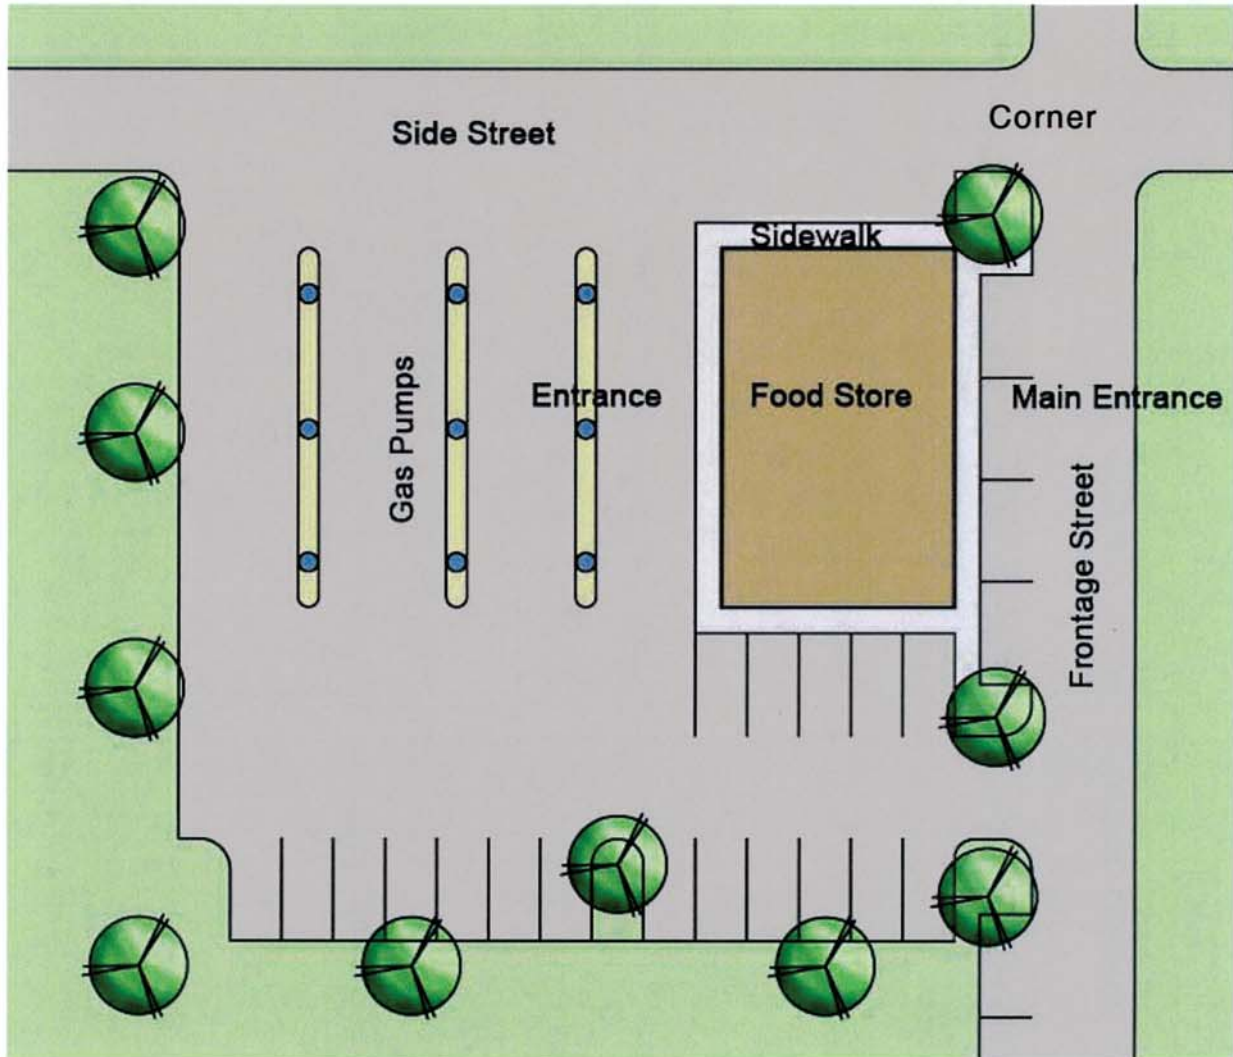 Corner
Side Street
Sidewalk
Gas Pumps
Entrance
Food Store
Main Entrance
Frontage Street